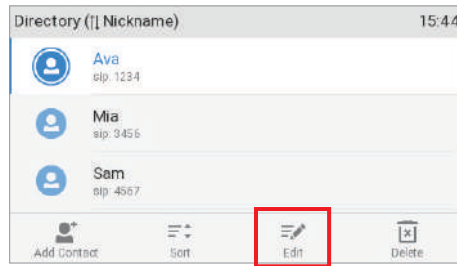 Directory (↑↓ Nickname) 15:44
Ava
sip: 1234
Mia
sip: 3456
Sam
sip: 4567
Add Contact Sort Edit Delete